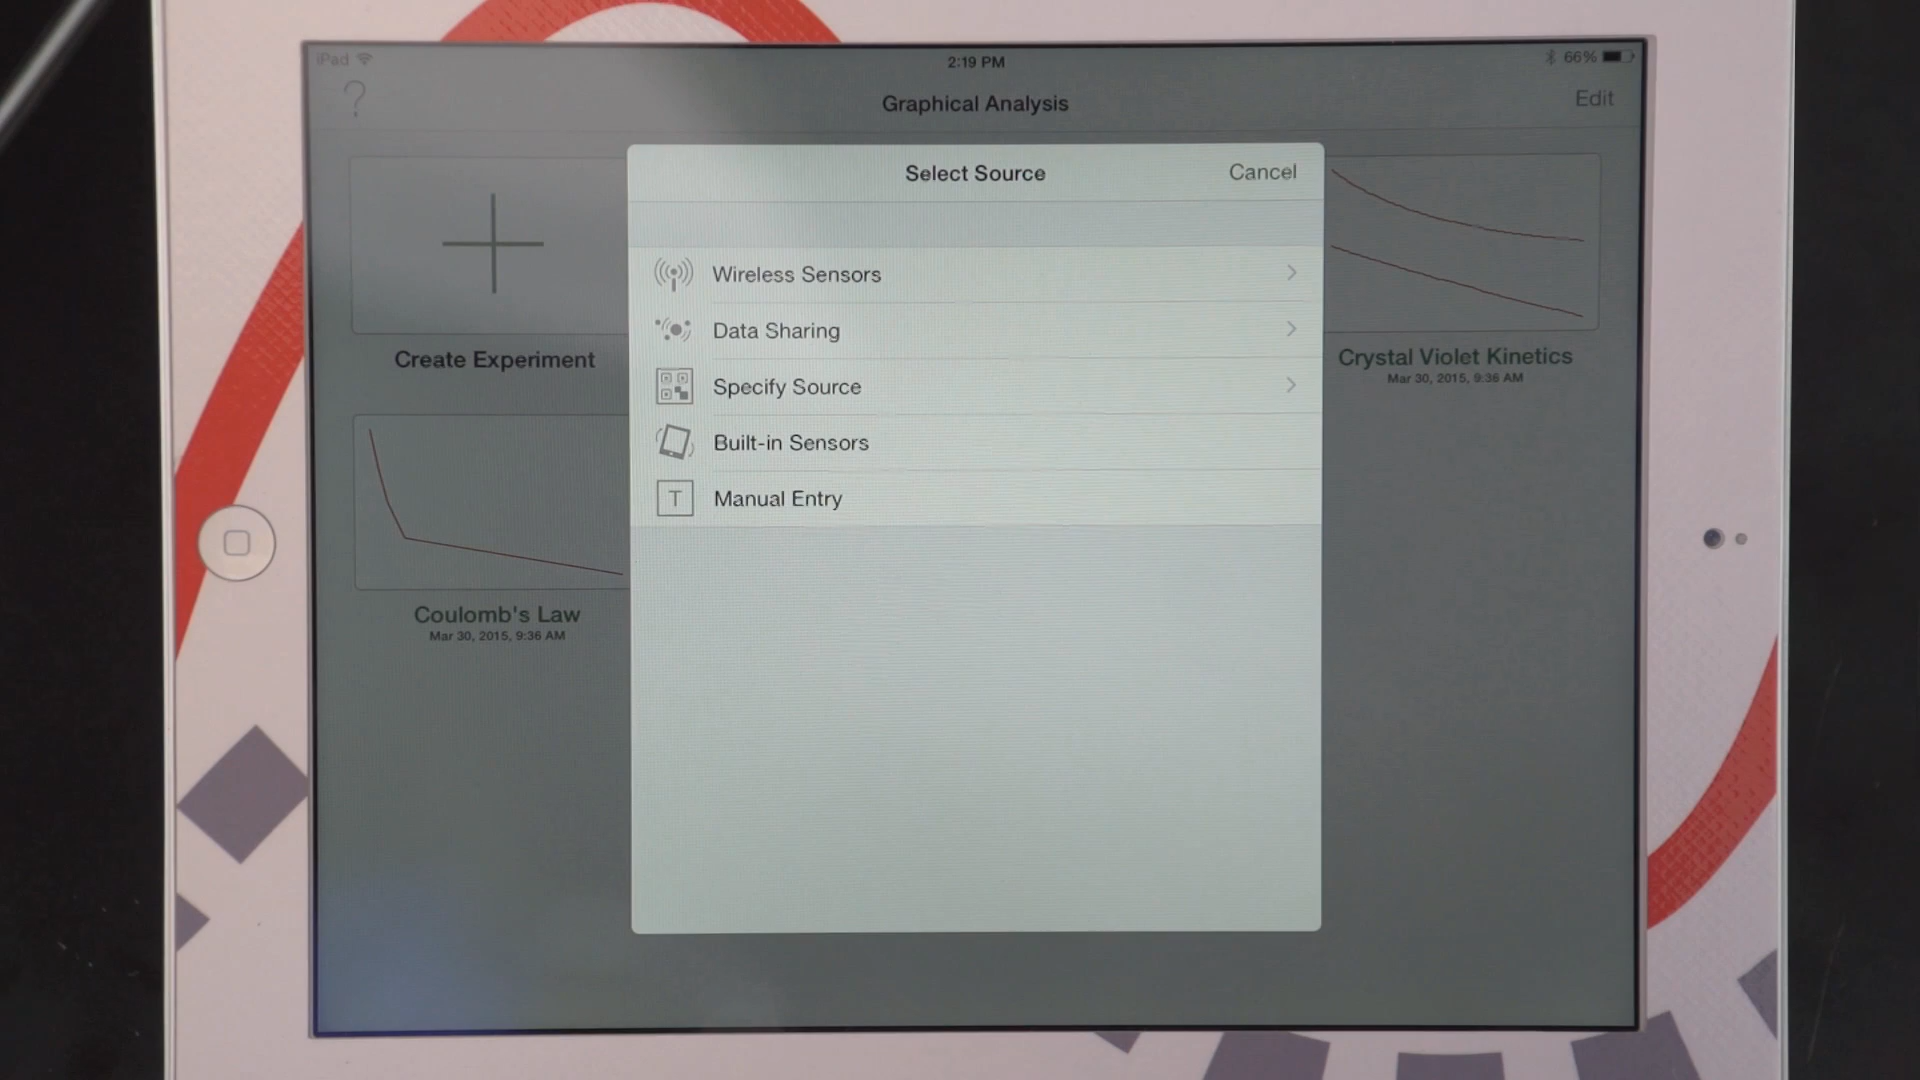 iPad
2:19 PM
66%
Graphical Analysis
Edit
Select Source
Cancel
Wireless Sensors
Data Sharing
Specify Source
Built-in Sensors
T
Manual Entry
Create Experiment
Crystal Violet Kinetics
Mar 30, 2015, 9:36 AM
Coulomb's Law
Mar 30, 2015, 9:36 AM